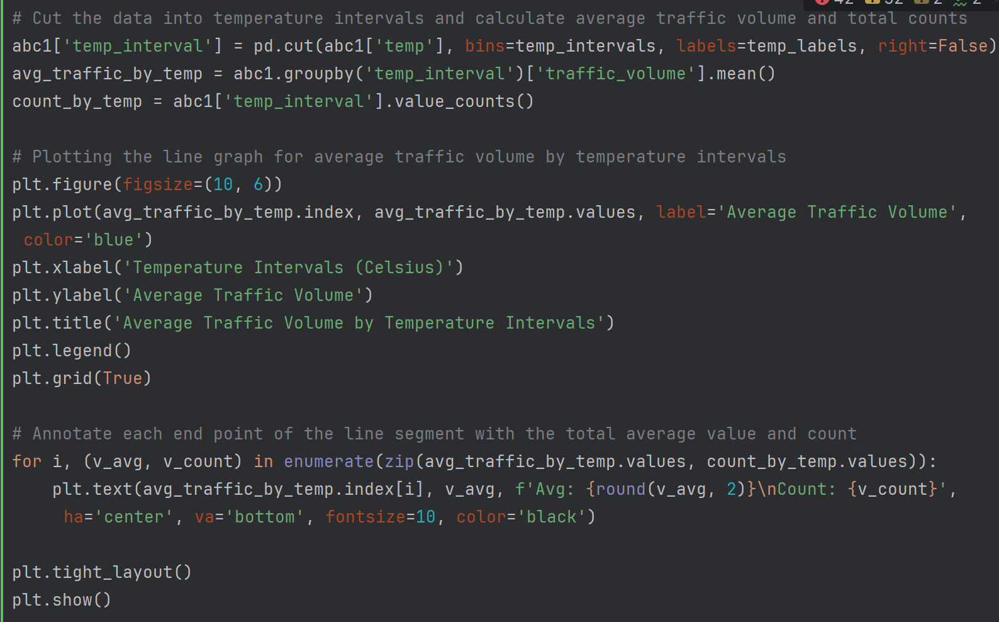 # Cut the data into temperature intervals and calculate average traffic volume and total counts
abc1['temp_interval'] = pd.cut(abc1['temp'], bins=temp_intervals, labels=temp_labels, right=False)
avg_traffic_by_temp = abc1.groupby('temp_interval')['traffic_volume'].mean()
count_by_temp = abc1['temp_interval'].value_counts()
# Plotting the line graph for average traffic volume by temperature intervals
plt.figure(figsize=(10, 6))
plt.plot(avg_traffic_by_temp.index, avg_traffic_by_temp.values, label='Average Traffic Volume',
color='blue')
plt.xlabel('Temperature Intervals (Celsius)')
plt.ylabel('Average Traffic Volume')
plt.title('Average Traffic Volume by Temperature Intervals')
plt.legend()
plt.grid(True)
# Annotate each end point of the line segment with the total average value and count
for i, (v_avg, v_count) in enumerate(zip(avg_traffic_by_temp.values, count_by_temp.values)):
plt.text(avg_traffic_by_temp.index[i], v_avg, f'Avg: {round(v_avg, 2)}\nCount: {v_count}',
ha='center', va='bottom', fontsize=10, color='black')
plt.tight_layout()
plt.show()